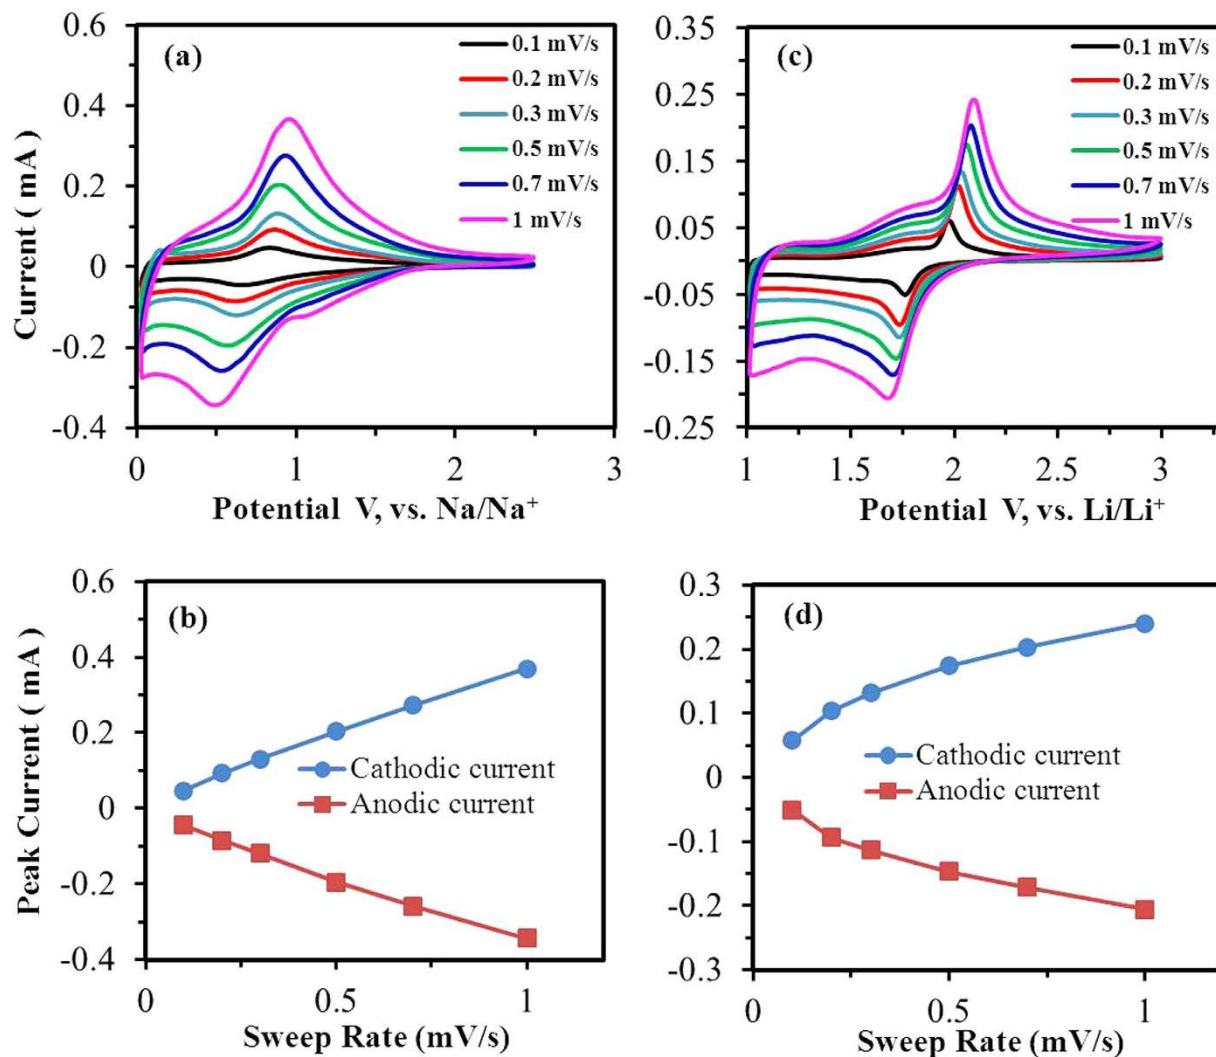 (a)
0.6
0.4
0.2
0
-0.2
-0.4
Current ( mA )
0.1 mV/s
0.2 mV/s
0.3 mV/s
0.5 mV/s
0.7 mV/s
1 mV/s
0 1 2 3
Potential V, vs. Na/Na⁺
(c)
0.35
0.25
0.15
0.05
-0.05
-0.15
-0.25
0.1 mV/s
0.2 mV/s
0.3 mV/s
0.5 mV/s
0.7 mV/s
1 mV/s
1 1.5 2 2.5 3
Potential V, vs. Li/Li⁺
(b)
0.6
0.4
0.2
0
-0.2
-0.4
Peak Current ( mA )
Cathodic current
Anodic current
0 0.5 1
Sweep Rate (mV/s)
(d)
0.3
0.2
0.1
0
-0.1
-0.2
-0.3
Cathodic current
Anodic current
0 0.5 1
Sweep Rate (mV/s)